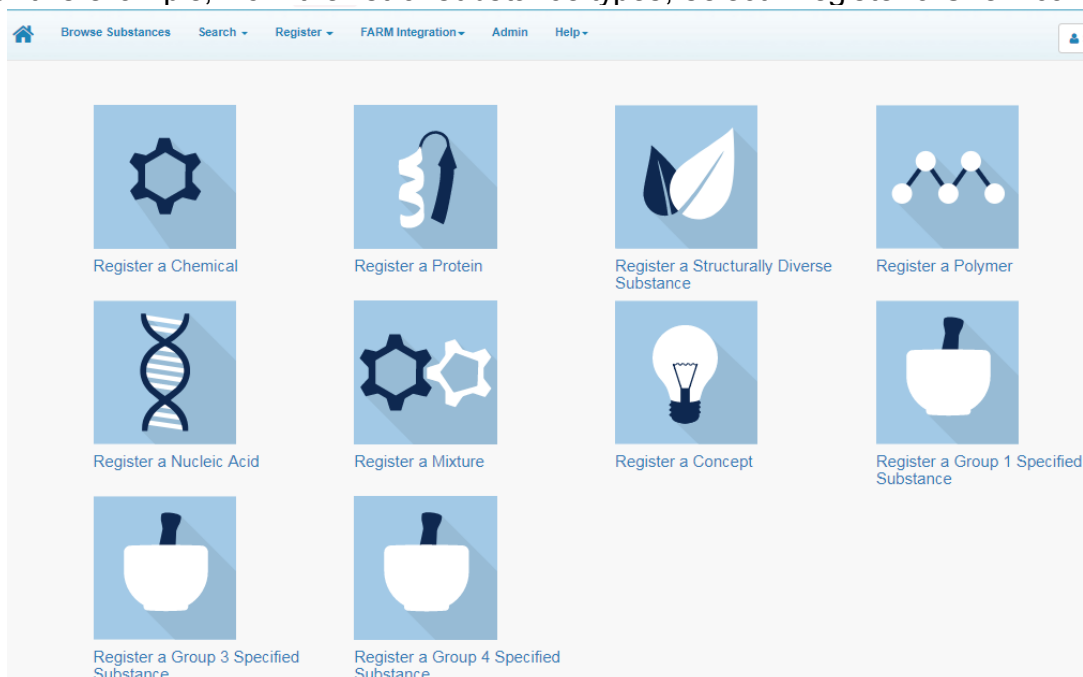 Browse Substances Search Register FARM Integration Admin Help
Register a Chemical
Register a Protein
Register a Structurally Diverse
Substance
Register a Polymer
Register a Nucleic Acid
Register a Mixture
Register a Concept
Register a Group 1 Specified
Substance
Register a Group 3 Specified
Substance
Register a Group 4 Specified
Substance